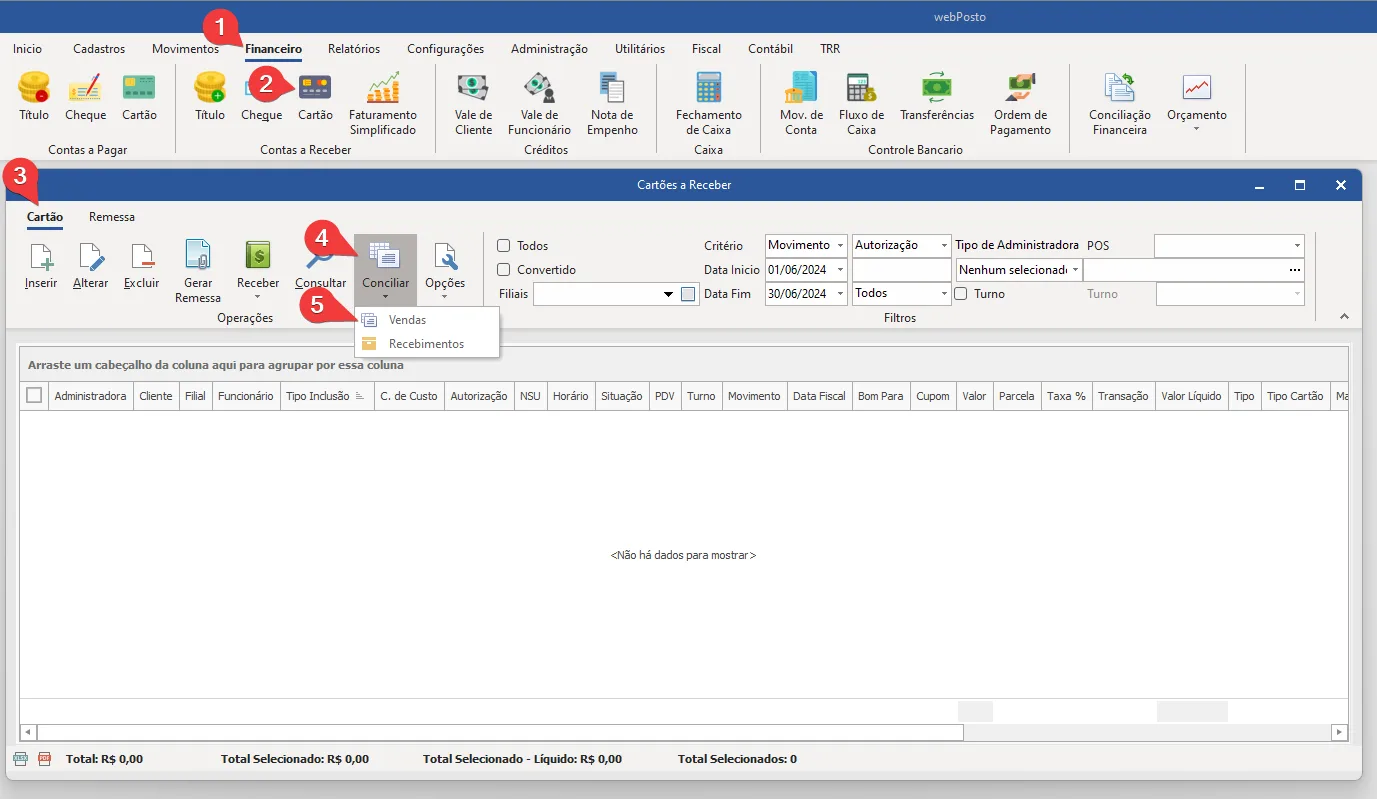 webPosto
1
Inicio Cadastros Movimentos Financeiro Relatórios Configurações Administração Utilitários Fiscal Contábil TRR
2
Título Cheque Cartão Título Cheque Cartão Faturamento Simplificado Vale de Cliente Vale de Funcionário Nota de Empenho Fechamento de Caixa Mov. de Conta Fluxo de Caixa Transferências Ordem de Pagamento Conciliação Financeira Orçamento
Contas a Pagar Contas a Receber Créditos Caixa Controle Bancario
3
Cartões a Receber
Cartão Remessa
4
Inserir Alterar Excluir Gerar Remessa Receber Consultar Conciliar Opções
Operações
5
Vendas
Recebimentos
Todos Critério Movimento Autorização Tipo de Administradora POS
Convertido Data Inicio 01/06/2024 Nenhum selecionado ...
Filiais Data Fim 30/06/2024 Todos Turno Turno
Filtros
Arraste um cabeçalho da coluna aqui para agrupar por essa coluna
Administradora Cliente Filial Funcionário Tipo Inclusão C. de Custo Autorização NSU Horário Situação PDV Turno Movimento Data Fiscal Bom Para Cupom Valor Parcela Taxa % Transação Valor Líquido Tipo Tipo Cartão Ma
<Não há dados para mostrar>
XLSX PDF Total: R$ 0,00 Total Selecionado: R$ 0,00 Total Selecionado - Líquido: R$ 0,00 Total Selecionados: 0